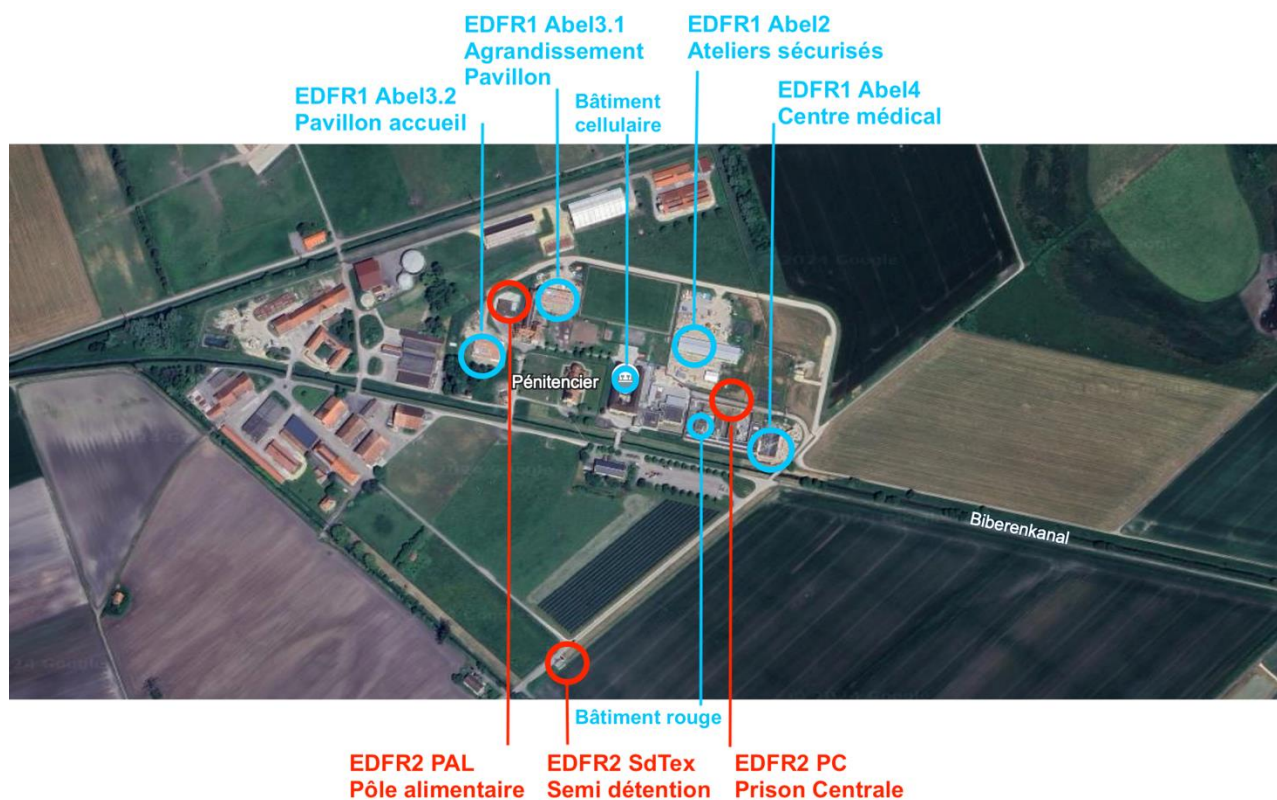 EDFR1 Abel3.1
Agrandissement
Pavillon
EDFR1 Abel2
Ateliers sécurisés
EDFR1 Abel3.2
Pavillon accueil
Bâtiment
cellulaire
EDFR1 Abel4
Centre médical
Pénitencier
Biberenkanal
Bâtiment rouge
EDFR2 PAL
Pôle alimentaire
EDFR2 SdTex
Semi détention
EDFR2 PC
Prison Centrale